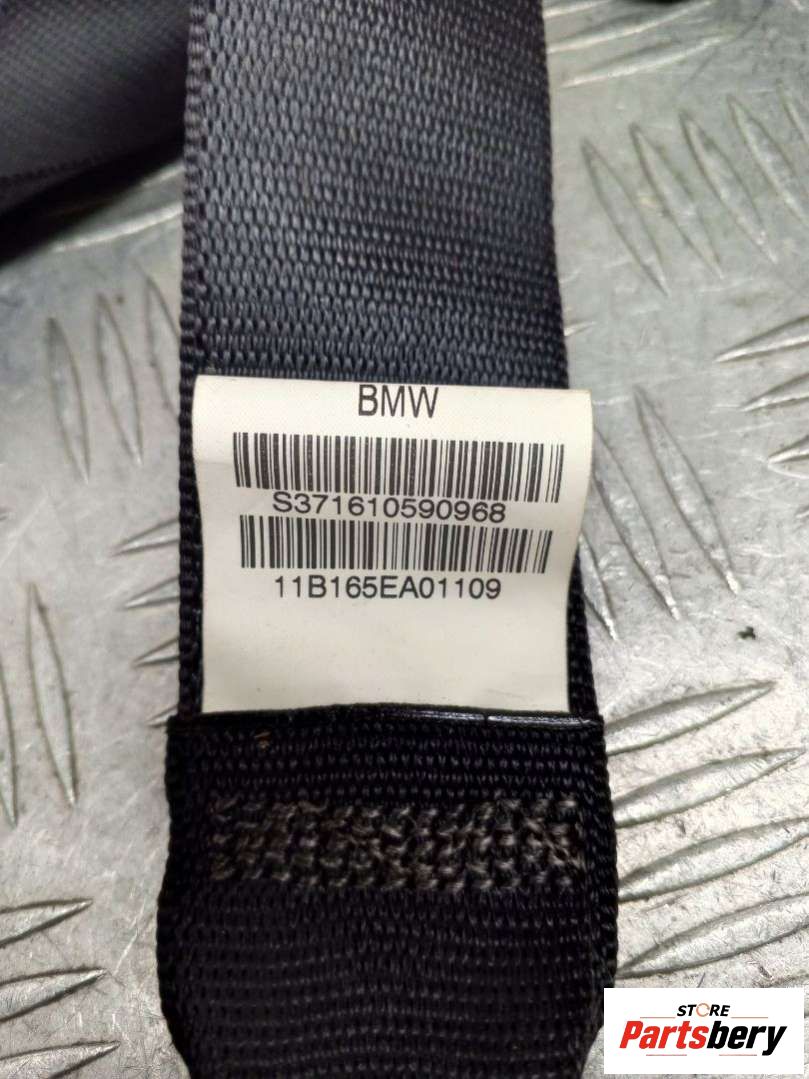 BMW
S371610590968
11B165EA01109
STORE
Partsbery